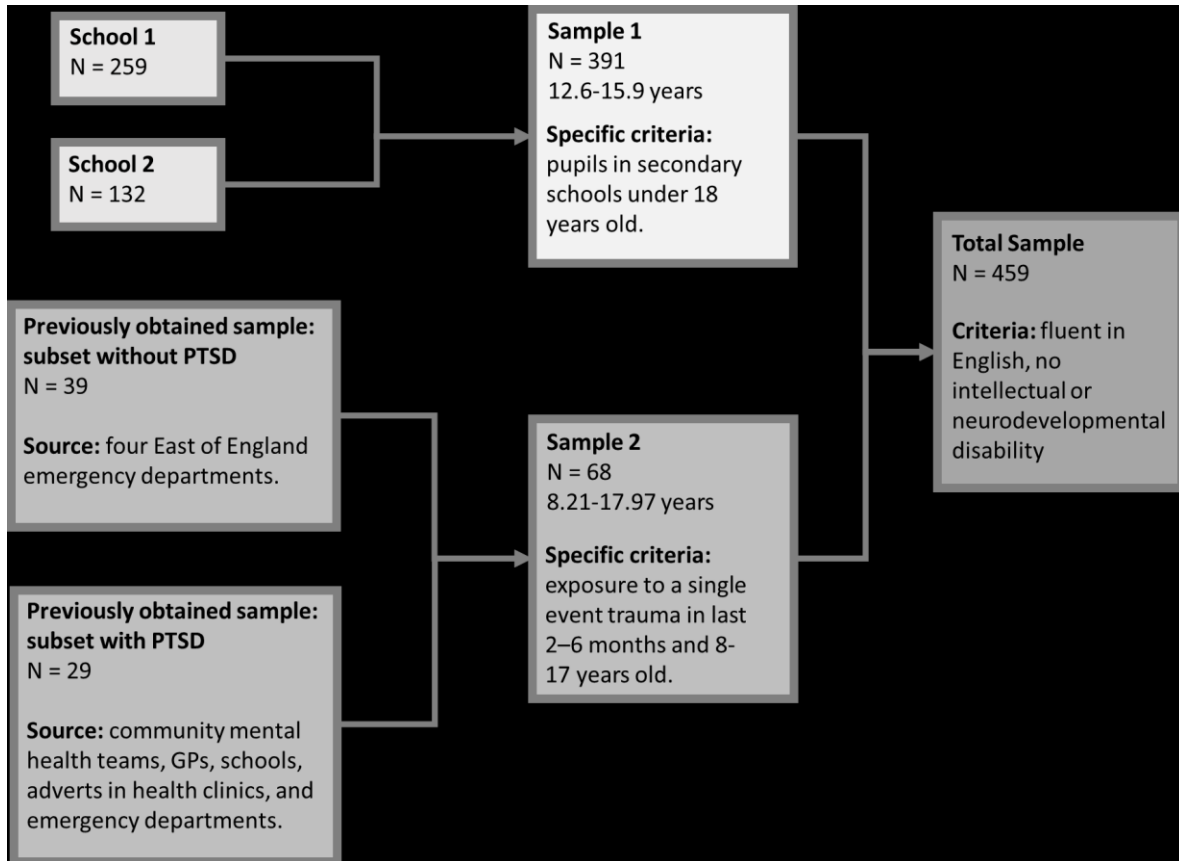 School 1
N = 259
School 2
N = 132
Sample 1
N = 391
12.6-15.9 years
Specific criteria:
pupils in secondary
schools under 18
years old.
Previously obtained sample:
subset without PTSD
N = 39
Source: four East of England
emergency departments.
Previously obtained sample:
subset with PTSD
N = 29
Source: community mental
health teams, GPs, schools,
adverts in health clinics, and
emergency departments.
Sample 2
N = 68
8.21-17.97 years
Specific criteria:
exposure to a single
event trauma in last
2–6 months and 8-
17 years old.
Total Sample
N = 459
Criteria: fluent in
English, no
intellectual or
neurodevelopmental
disability